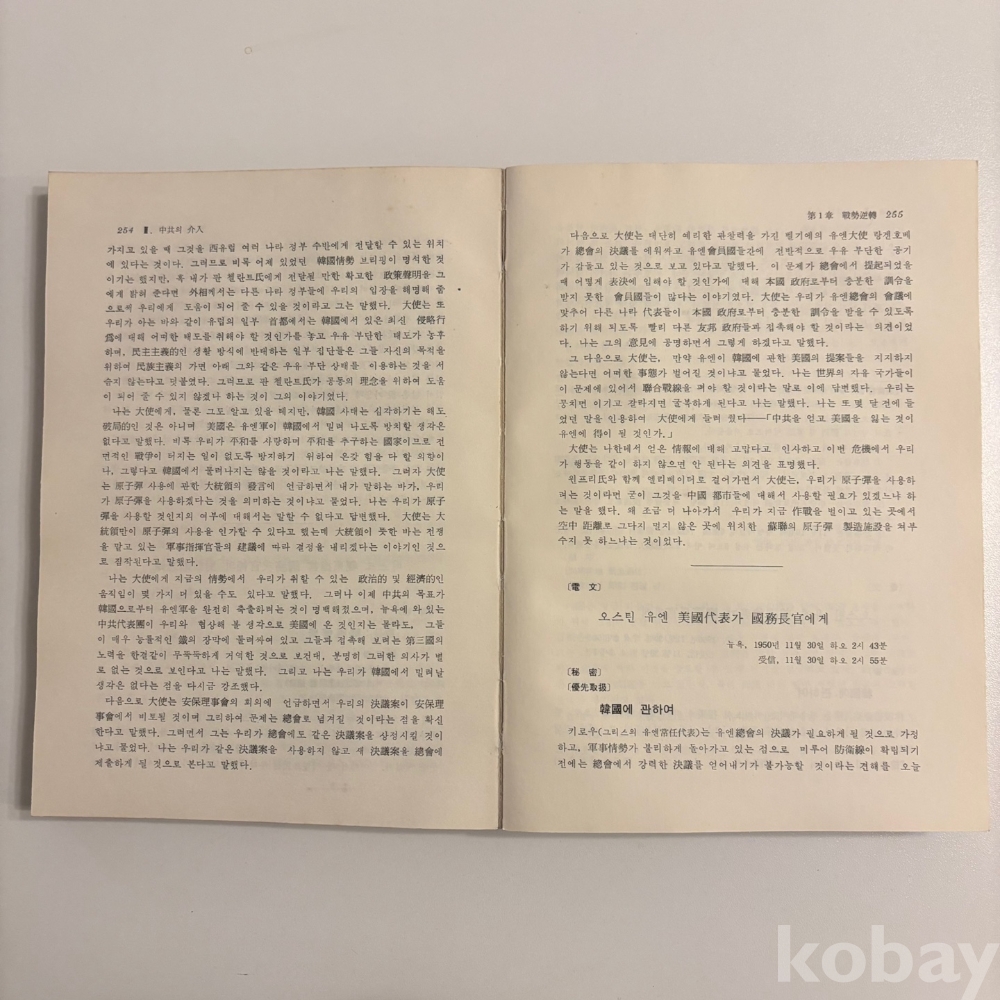 254 Ⅲ. 中共의 介入
가지고 있을 때 그것을 西유럽 여러 나라 정부 수반에게 전달할 수 있는 위치
에 있다는 것이다. 그러므로 비록 어제 있었던 韓國情勢 브리핑이 명석한 것
이기는 했지만, 혹 내가 판 젤란트氏에게 전달될 만한 확고한 政策聲明을 그
에게 밝혀 준다면 外相께서는 다른 나라 정부들에게 우리의 입장을 해명해 줌
으로써 우리에게 도움이 되어 줄 수 있을 것이라고 그는 말했다. 大使는 또
우리가 아는 바와 같이 유럽의 일부 首都에서는 韓國에서 있은 최신 侵略行
爲에 대해 어떠한 태도를 취해야 할 것인가를 놓고 우유 부단한 태도가 농후
하며, 民主主義的인 생활 방식에 반대하는 일부 집단들은 그들 자신의 목적을
위하여 民族主義의 가면 아래 그와 같은 우유 부단 상태를 이용하는 것을 서
슴지 않는다고 덧붙였다. 그러므로 판 젤란트氏가 공통의 理念을 위하여 도움
이 되어 줄 수 있지 않겠나 하는 것이 그의 이야기였다.
나는 大使에게, 물론 그도 알고 있을 테지만, 韓國 사태는 심각하기는 해도
破局的인 것은 아니며 美國은 유엔軍이 韓國에서 밀려 나도록 방치할 생각은
없다고 말했다. 비록 우리가 平和를 사랑하며 平和를 추구하는 國家이므로 전
면적인 戰爭이 터지는 일이 없도록 방지하기 위하여 온갖 힘을 다 할 의향이
나, 그렇다고 韓國에서 물러나지는 않을 것이라고 나는 말했다. 그러자 大使
는 原子彈 사용에 관한 大統領의 發言에 언급하면서 내가 말하는 바가, 우리
가 原子彈을 사용하겠다는 것을 의미하는 것이냐고 물었다. 나는 우리가 原子
彈을 사용할 것인지의 여부에 대해서는 말할 수 없다고 답변했다. 大使는 大
統領만이 原子彈의 사용을 인가할 수 있다고 했는데 大統領이 뜻한 바는 전쟁
을 맡고 있는 軍事指揮官들의 建議에 따라 결정을 내리겠다는 이야기인 것으
로 짐작된다고 말했다.
나는 大使에게 지금의 情勢에서 우리가 취할 수 있는 政治的 및 經濟的인
움직임이 몇 가지 더 있을 수도 있다고 말했다. 그러나 이제 中共의 목표가
韓國으로부터 유엔軍을 완전히 축출하려는 것이 명백해졌으며, 뉴욕에 와 있는
中共代表團이 우리와 협상해 볼 생각으로 美國에 온 것인지는 몰라도, 그들
이 매우 능률적인 鐵의 장막에 둘러싸여 있고 그들과 접촉해 보려는 第三國의
노력을 한결같이 무뚝뚝하게 거역한 것으로 보건대, 분명히 그러한 의사가 별
로 없는 것으로 보인다고 나는 말했다. 그리고 나는 우리가 韓國에서 밀려날
생각은 없다는 점을 다시금 강조했다.
다음으로 大使는 安保理事會의 회의에 언급하면서 우리의 決議案이 安保理
事會에서 비토될 것이며 그리하여 문제는 總會로 넘겨질 것이라는 점을 확신
한다고 말했다. 그러면서 그는 우리가 總會에도 같은 決議案을 상정시킬 것이
냐고 물었다. 나는 우리가 같은 決議案을 사용하지 않고 새 決議案을 總會에
제출하게 될 것으로 본다고 말했다.
第1章 戰勢逆轉 255
다음으로 大使는 대단히 예리한 관찰력을 가진 벨기에의 유엔大使 랑겐호베
가 總會의 決議를 에워싸고 유엔會員國들간에 전반적으로 우유 부단한 공기
가 감돌고 있는 것으로 보고 있다고 말했다. 이 문제가 總會에서 提起되었을
때 어떻게 表決에 임해야 할 것인가에 대해 本國 政府로부터 충분한 訓令을
받지 못한 會員國들이 많다는 이야기였다. 大使는 우리가 유엔總會의 會議에
맞추어 다른 나라 代表들이 本國 政府로부터 충분한 訓令을 받을 수 있도록
하기 위해 되도록 빨리 다른 友邦 政府들과 접촉해야 할 것이라는 의견이었
다. 나는 그의 意見에 공명하면서 그렇게 하겠다고 말했다.
그 다음으로 大使는, 만약 유엔이 韓國에 관한 美國의 提案들을 지지하지
않는다면 어떠한 事態가 벌어질 것이냐고 물었다. 나는 世界의 자유 국가들이
이 문제에 있어서 聯合戰線을 펴야 할 것이라는 말로 이에 답변했다. 우리는
뭉치면 이기고 갈라지면 굴복하게 된다고 나는 말했다. 나는 또 몇 달 전에 들
었던 말을 인용하여 大使에게 들려 줬다──「中共을 얻고 美國을 잃는 것이
유엔에 得이 될 것인가.」
大使는 나한테서 얻은 情報에 대해 고맙다고 인사하고 이번 危機에서 우리
가 행동을 같이 하지 않으면 안 된다는 의견을 표명했다.
윈프리氏와 함께 엘리베이터로 걸어가면서 大使는, 우리가 原子彈을 사용하
려는 것이라면 굳이 그것을 中國 都市들에 대해서 사용할 필요가 있겠느냐 하
는 말을 했다. 왜 조금 더 나아가서 우리가 지금 作戰을 벌이고 있는 곳에서
空中 距離로 그다지 멀지 않은 곳에 위치한 蘇聯의 原子彈 製造施設을 쳐부
수지 못 하느냐는 것이었다.
〔電 文〕
오스틴 유엔 美國代表가 國務長官에게
뉴욕, 1950년 11월 30일 하오 2시 43분
受信, 11월 30일 하오 2시 55분
〔秘 密〕
〔優先取扱〕
韓國에 관하여
키로우(그리스의 유엔常任代表)는 유엔總會의 決議가 필요하게 될 것으로 가정
하고, 軍事情勢가 불리하게 돌아가고 있는 점으로 미루어 防衛線이 확립되기
전에는 總會에서 강력한 決議를 얻어내기가 불가능할 것이라는 견해를 오늘
kobay